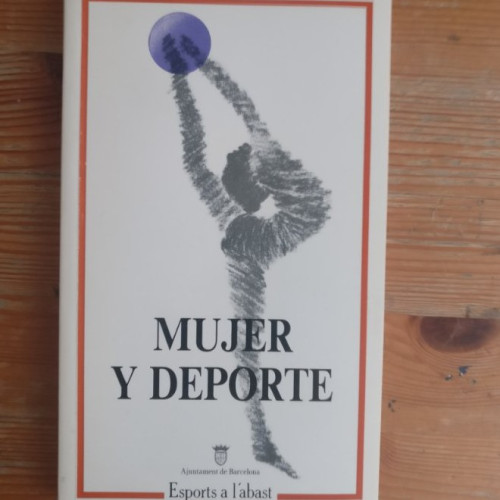 MUJER
Y DEPORTE
Ajuntament de Barcelona
Esports a l'abast